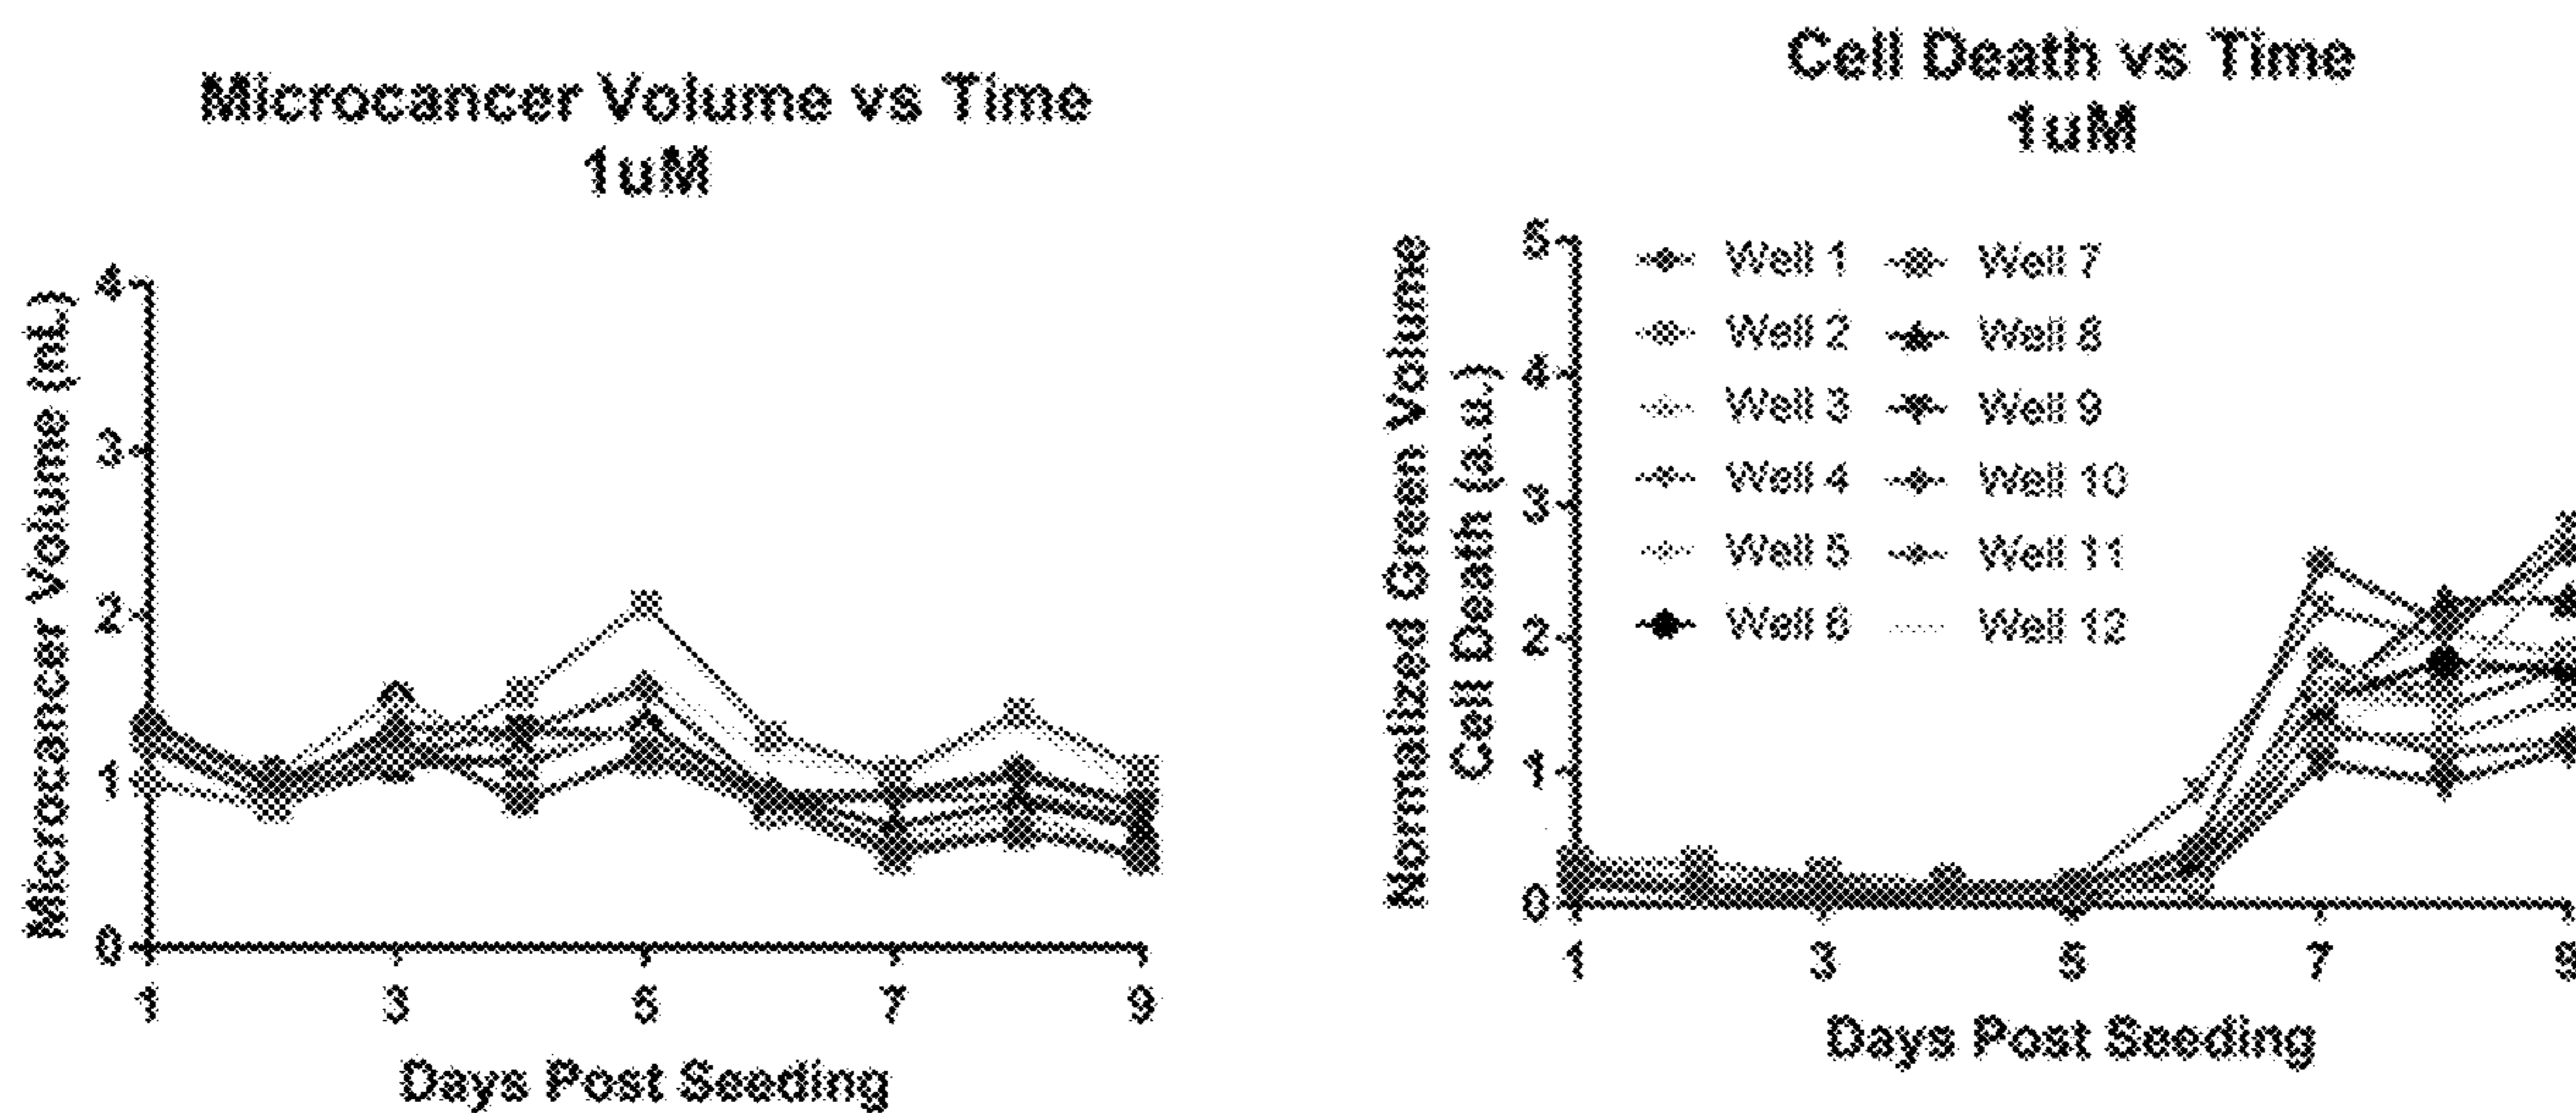 Microcancer Volume vs Time
1uM
Microcancer Volume (nL)
4
3
2
1
0
1 3 5 7 9
Days Post Seeding
Cell Death vs Time
1uM
Normalized Green Volume
Cell Death (a.u.)
5
4
3
2
1
0
Well 1 Well 7
Well 2 Well 8
Well 3 Well 9
Well 4 Well 10
Well 5 Well 11
Well 6 Well 12
1 3 5 7
Days Post Seeding